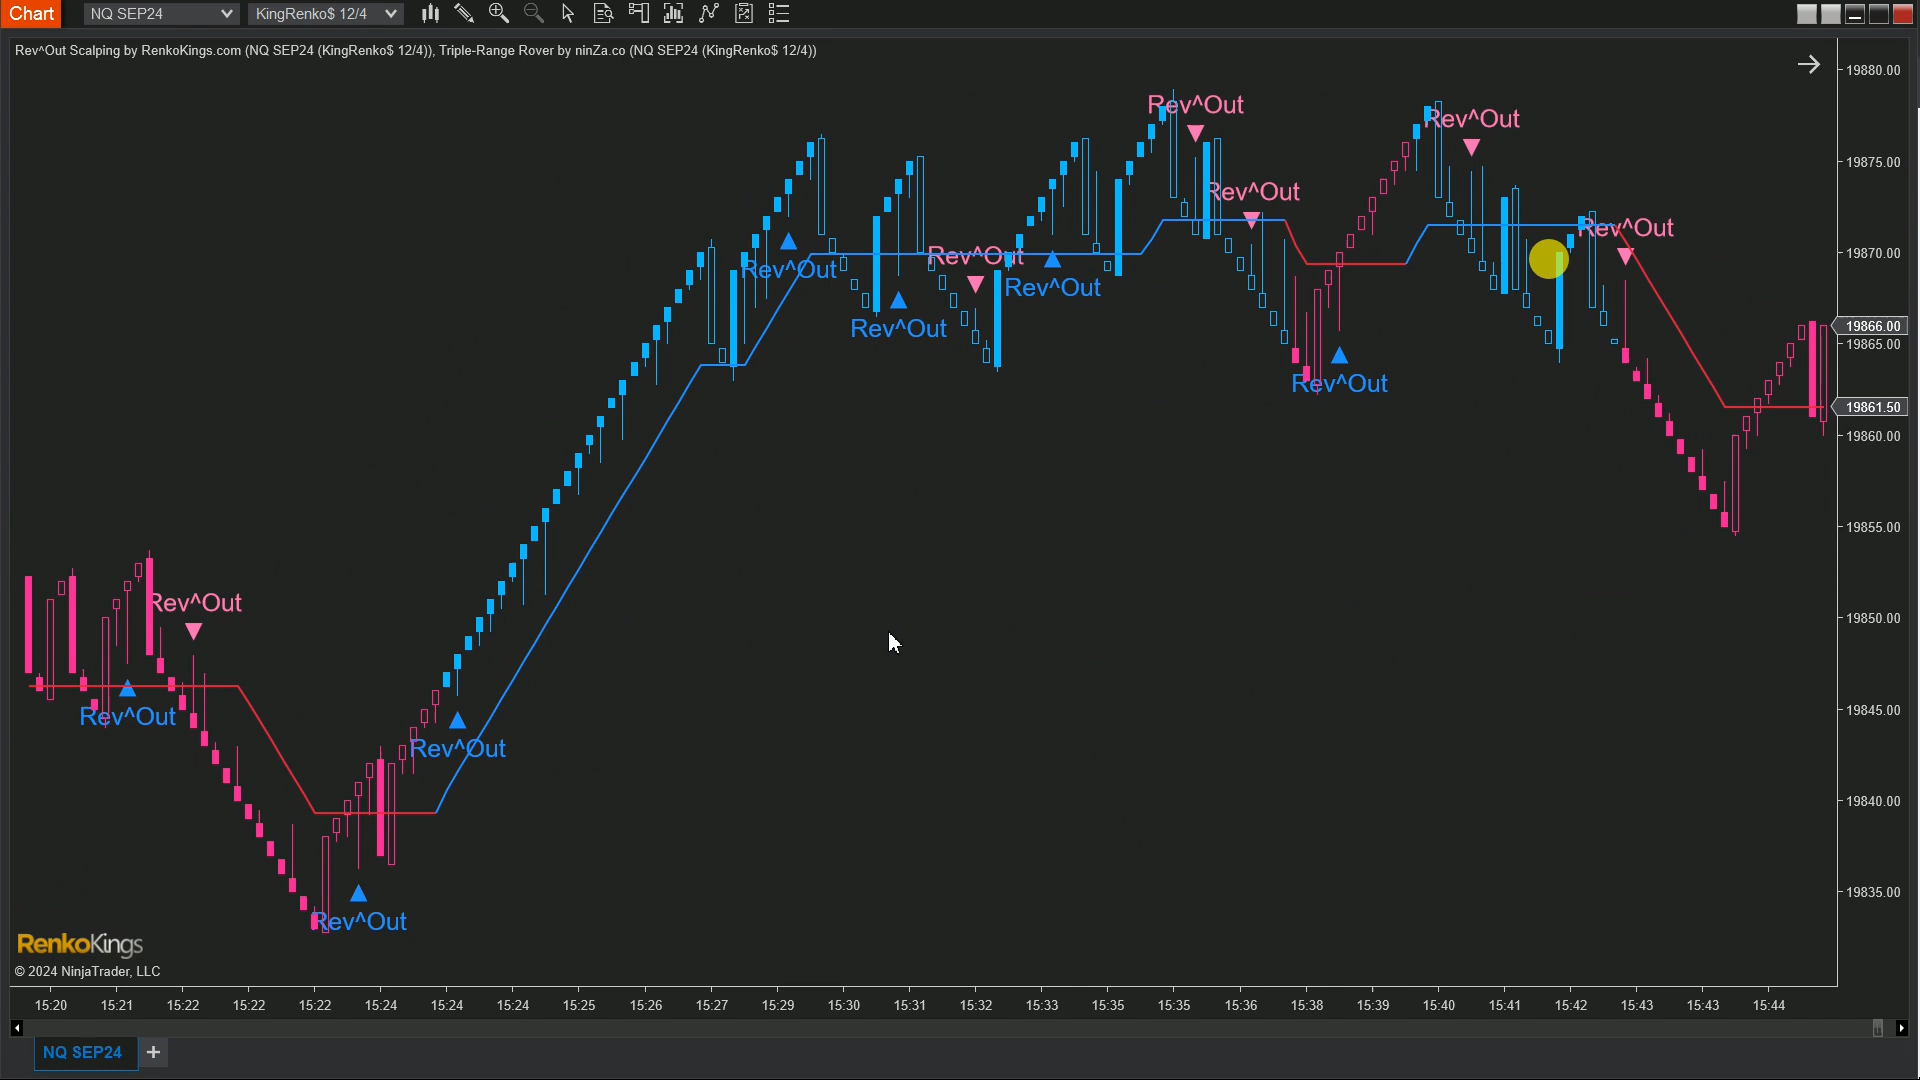 Chart NQ SEP24 KingRenko$ 12/4
Rev^Out Scalping by RenkoKings.com (NQ SEP24 (KingRenko$ 12/4)), Triple-Range Rover by ninZa.co (NQ SEP24 (KingRenko$ 12/4))
19880.00
Rev^Out
Rev^Out
19875.00
Rev^Out
Rev^Out
Rev^Out
19870.00
Rev^Out
Rev^Out
Rev^Out
19866.00
19865.00
Rev^Out
19861.50
19860.00
19855.00
Rev^Out
19850.00
Rev^Out
19845.00
Rev^Out
19840.00
19835.00
Rev^Out
RenkoKings
© 2024 NinjaTrader, LLC
15:20 15:21 15:22 15:22 15:22 15:24 15:24 15:24 15:25 15:26 15:27 15:29 15:30 15:31 15:32 15:33 15:35 15:35 15:36 15:38 15:39 15:40 15:41 15:42 15:43 15:43 15:44
NQ SEP24